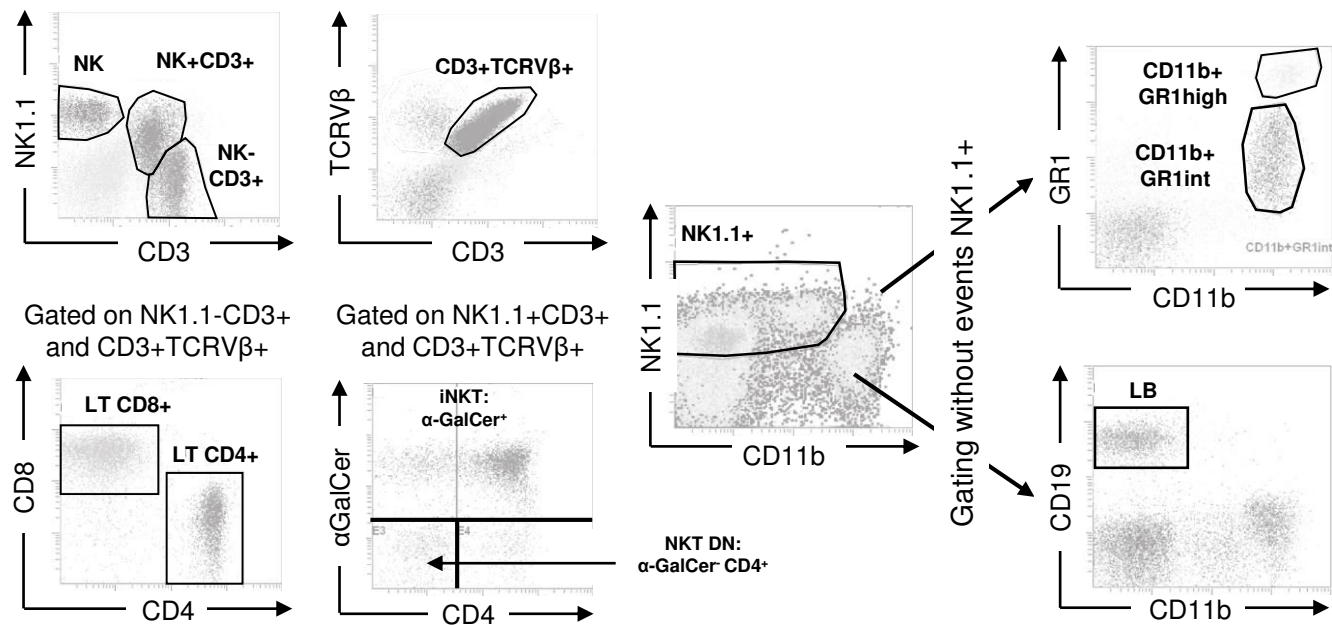 NK
NK+CD3+
NK-
CD3+
NK1.1
CD3
CD3+TCRVβ+
TCRVβ
CD3
Gated on NK1.1-CD3+
and CD3+TCRVβ+
LT CD8+
LT CD4+
CD8
CD4
Gated on NK1.1+CD3+
and CD3+TCRVβ+
iNKT:
α-GalCer⁺
αGalCer
E3
E4
CD4
NKT DN:
α-GalCer⁻ CD4⁺
NK1.1+
NK1.1
CD11b
Gating without events NK1.1+
CD11b+
GR1high
CD11b+
GR1int
GR1
CD11b+GR1int
CD11b
LB
CD19
CD11b